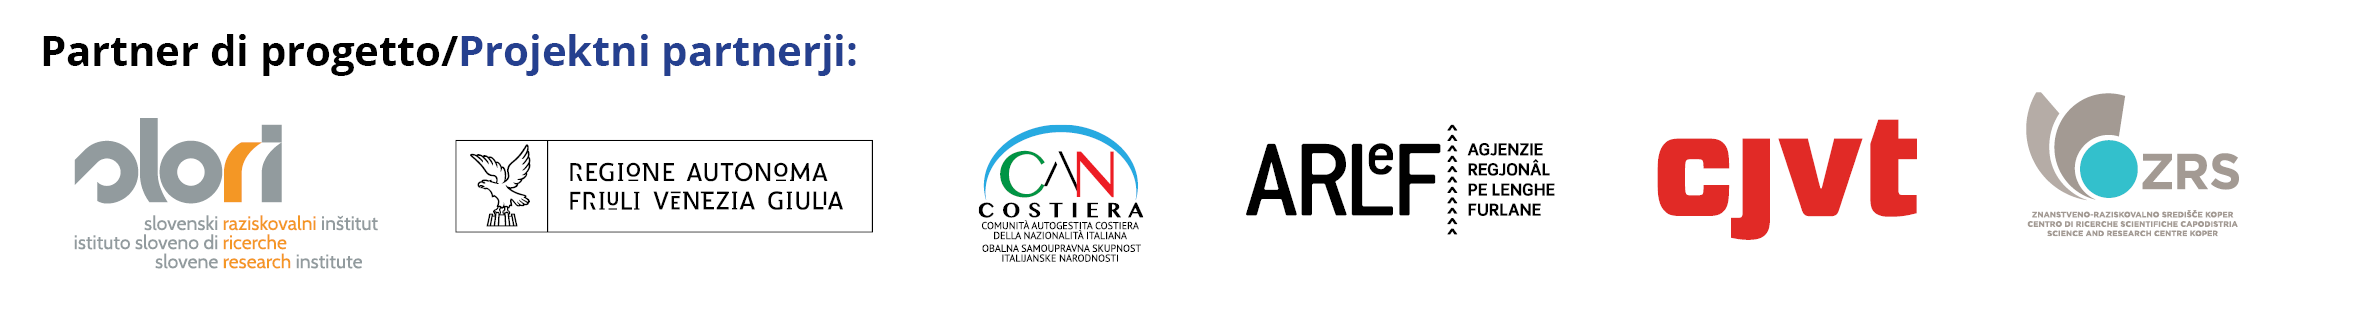 Partner di progetto/Projektni partnerji:
slori
slovenski raziskovalni inštitut
istituto sloveno di ricerche
slovene research institute
REGIONE AUTONOMA
FRIULI VENEZIA GIULIA
CAN
COSTIERA
COMUNITÀ AUTOGESTITA COSTIERA
DELLA NAZIONALITÀ ITALIANA
OBALNA SAMOUPRAVNA SKUPNOST
ITALIJANSKE NARODNOSTI
ARLeF
AGJENZIE
REGJONÂL
PE LENGHE
FURLANE
cjvt
ZRS
ZNANSTVENO-RAZISKOVALNO SREDIŠČE KOPER
CENTRO DI RICERCHE SCIENTIFICHE CAPODISTRIA
SCIENCE AND RESEARCH CENTRE KOPER